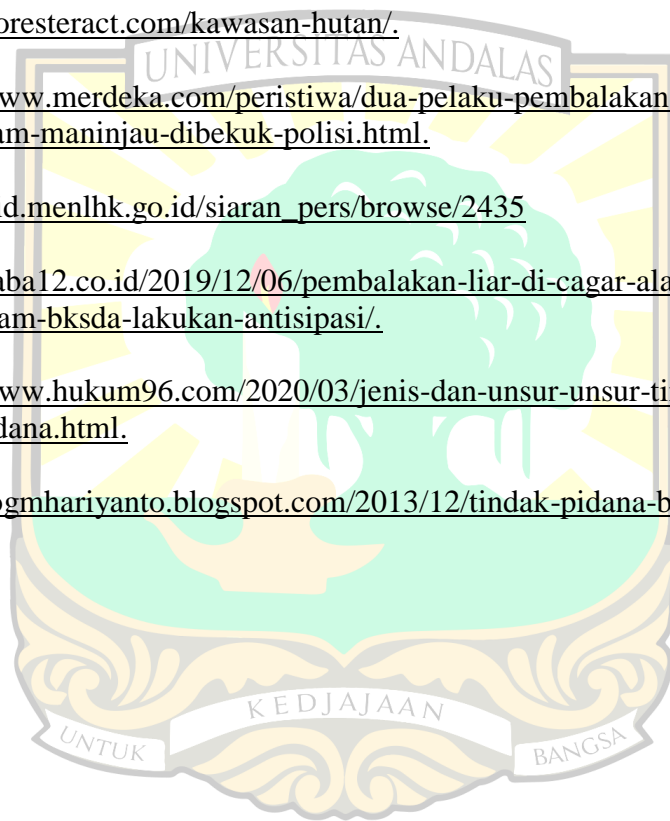 oresteract.com/kawasan-hutan/.
UNIVERSITAS ANDALAS
ww.merdeka.com/peristiwa/dua-pelaku-pembalakan
am-maninjau-dibekuk-polisi.html.
id.menlhk.go.id/siaran_pers/browse/2435
aba12.co.id/2019/12/06/pembalakan-liar-di-cagar-ala
am-bksda-lakukan-antisipasi/.
ww.hukum96.com/2020/03/jenis-dan-unsur-unsur-ti
dana.html.
ogmhariyanto.blogspot.com/2013/12/tindak-pidana-b
UNTUK KEDJAJAAN BANGSA